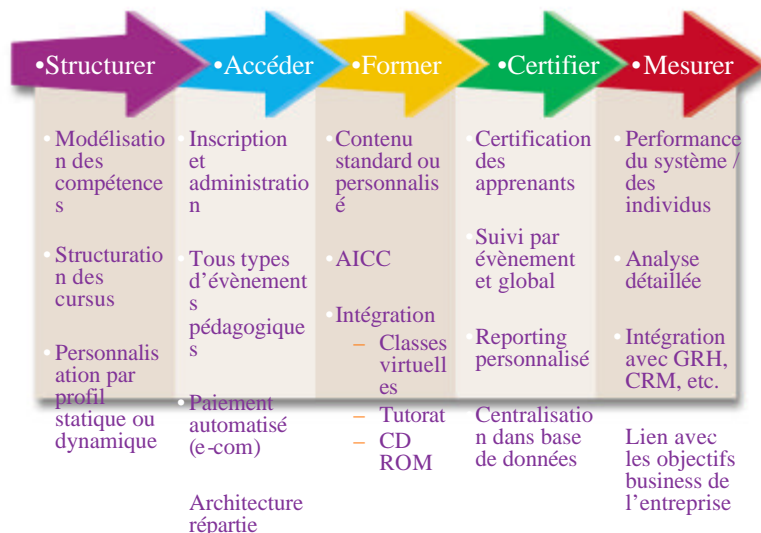 •Structurer
•Accéder
•Former
•Certifier
•Mesurer
• Modélisatio
n des
compétence
s
• Structurati
on des
cursus
• Personnalis
ation par
profil
statique ou
dynamique
• Inscription
et
administratio
n
• Tous types
d’évènement
s
pédagogique
s
• Paiement
automatisé
(e-com)
Architecture
répartie
• Contenu
standard ou
personnalis
é
• AICC
• Intégration
– Classes
virtuell
es
– Tutorat
– CD
ROM
• Certification
des
apprenants
• Suivi par
évènement
et global
• Reporting
personnalisé
Centralisatio
n dans base
de données
• Performance
du système /
des
individus
• Analyse
détaillée
• Intégration
avec GRH,
CRM, etc.
Lien avec
les objectifs
business de
l’entreprise